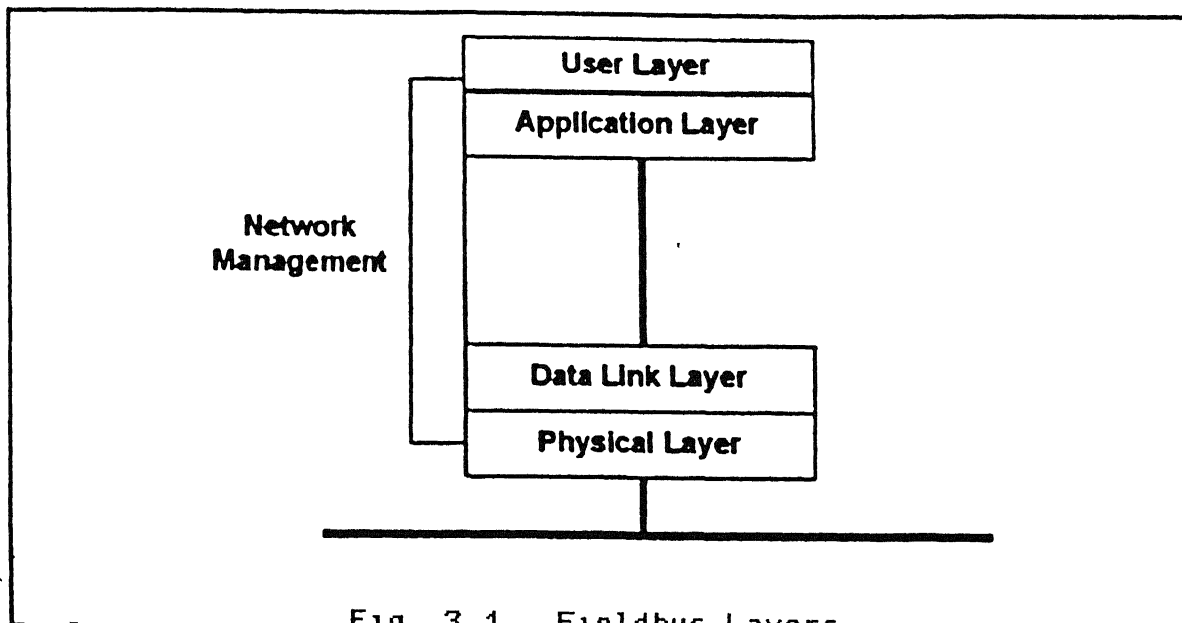 User Layer
Application Layer
Network
Management
Data Link Layer
Physical Layer
Fig. 3.1 Fieldbus Layers